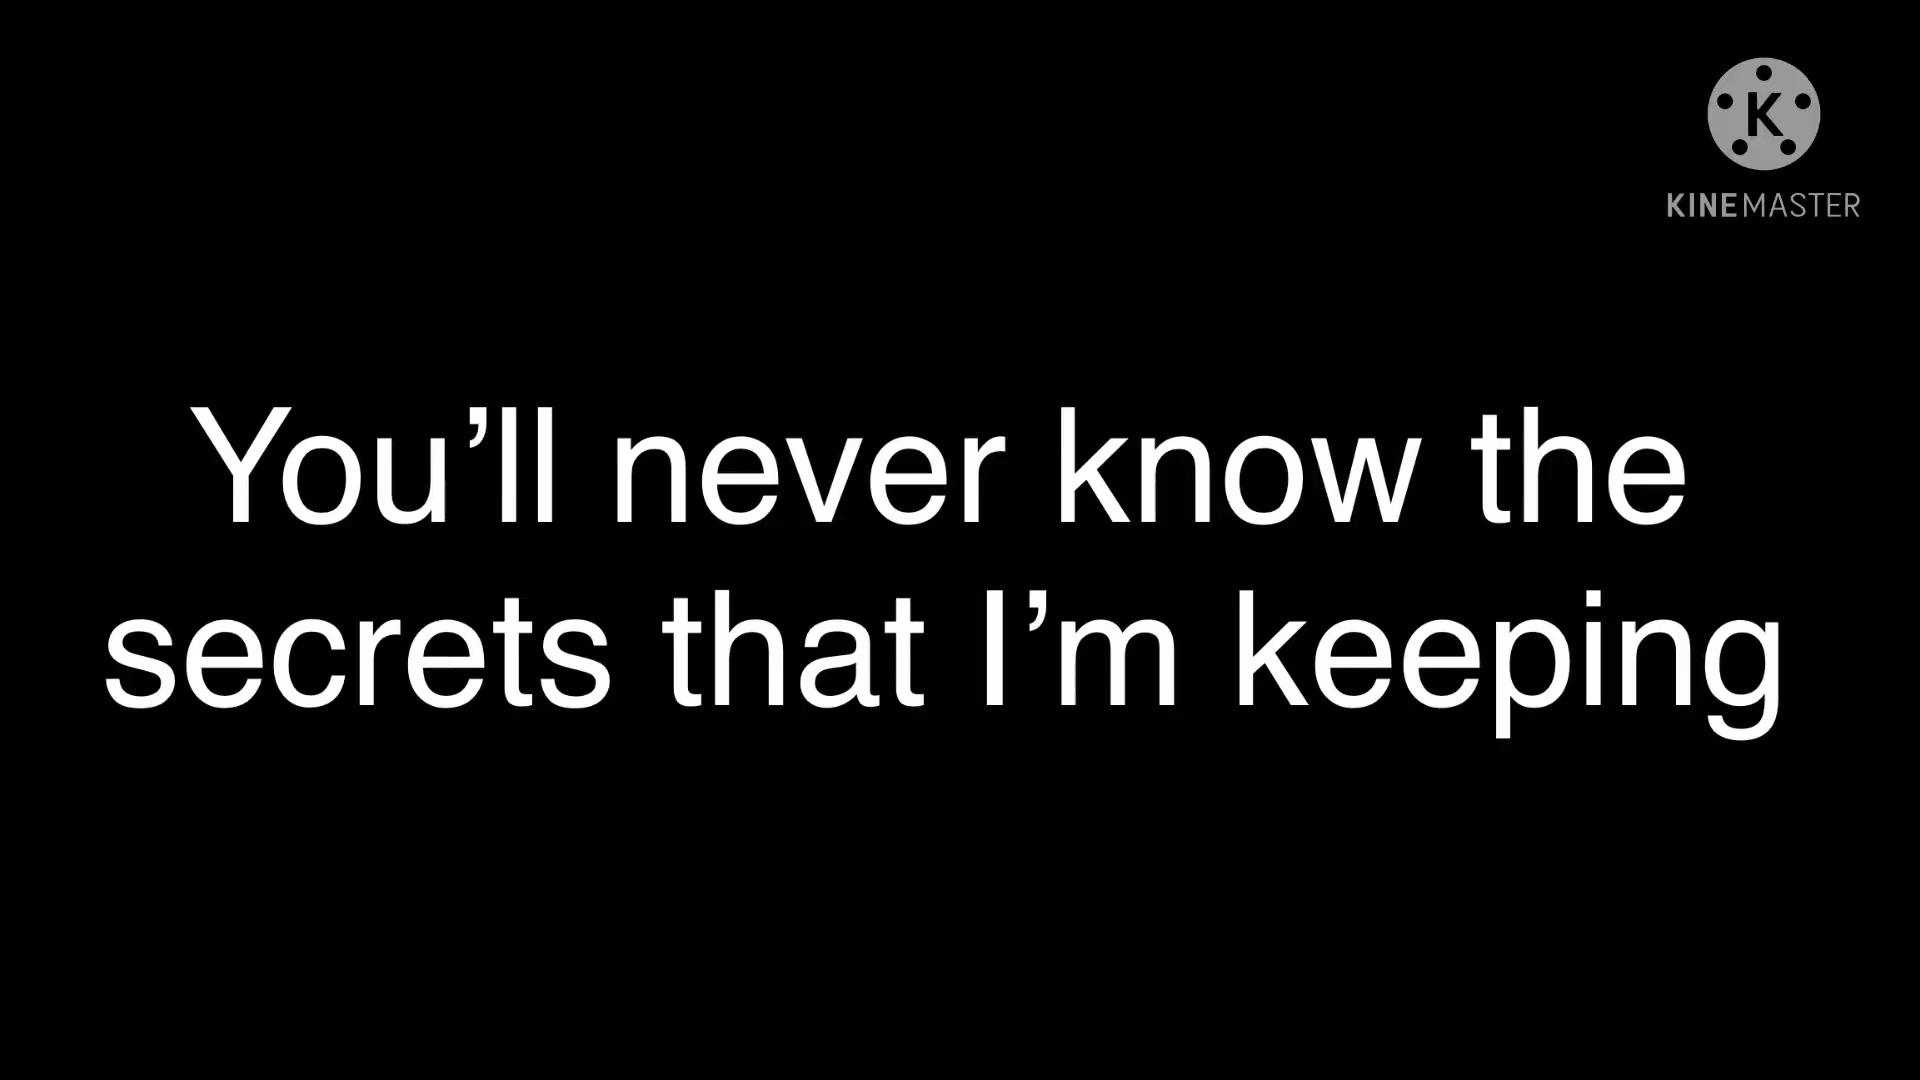 K
KINEMASTER
You’ll never know the
secrets that I’m keeping